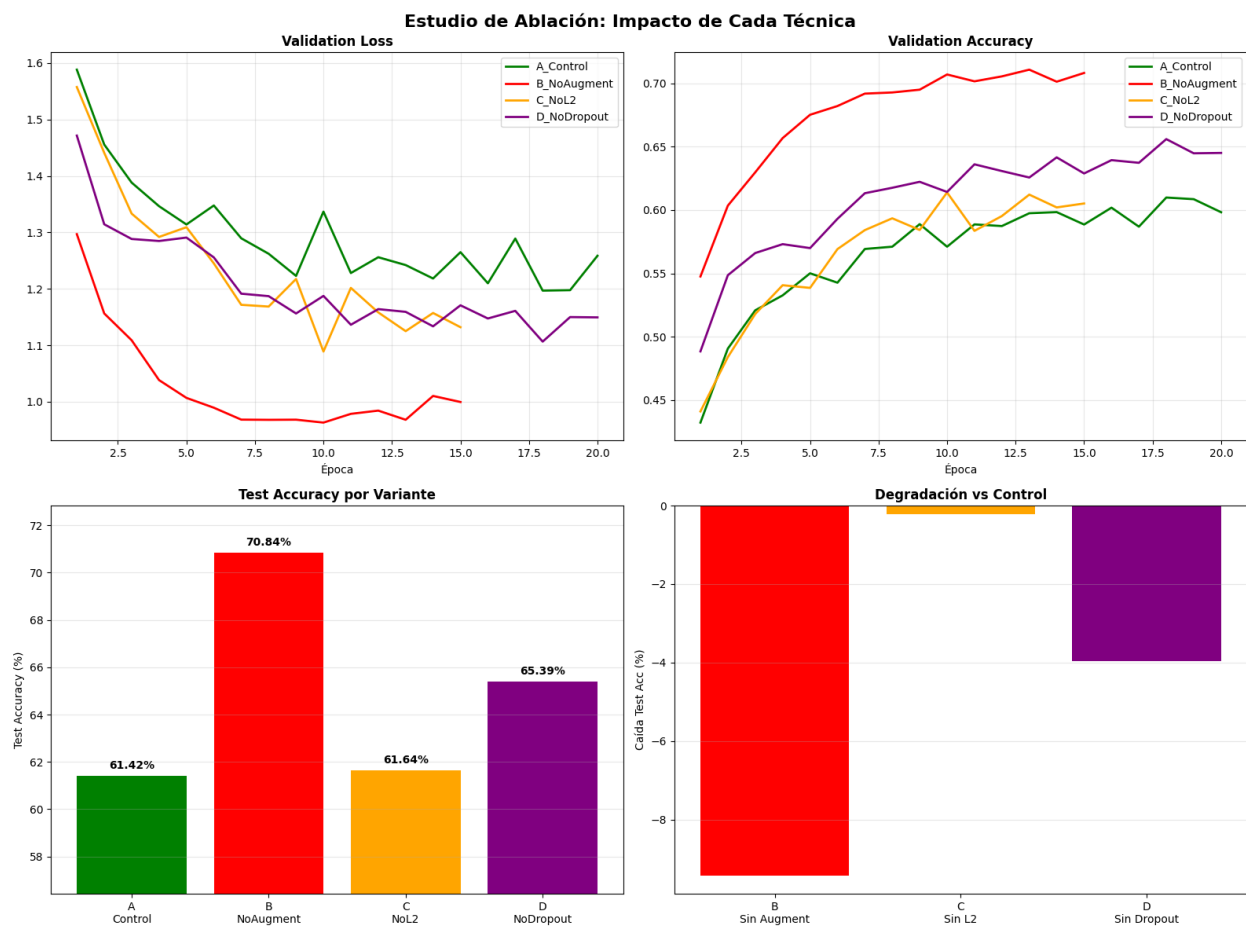 Estudio de Ablación: Impacto de Cada Técnica
Validation Loss
1.6
1.5
1.4
1.3
1.2
1.1
1.0
2.5 5.0 7.5 10.0 12.5 15.0 17.5 20.0
Época
A_Control
B_NoAugment
C_NoL2
D_NoDropout
Validation Accuracy
0.70
0.65
0.60
0.55
0.50
0.45
2.5 5.0 7.5 10.0 12.5 15.0 17.5 20.0
Época
A_Control
B_NoAugment
C_NoL2
D_NoDropout
Test Accuracy por Variante
Test Accuracy (%)
72
70
68
66
64
62
60
58
61.42%
70.84%
61.64%
65.39%
A B C D
Control NoAugment NoL2 NoDropout
Degradación vs Control
Caída Test Acc (%)
0
−2
−4
−6
−8
B C D
Sin Augment Sin L2 Sin Dropout